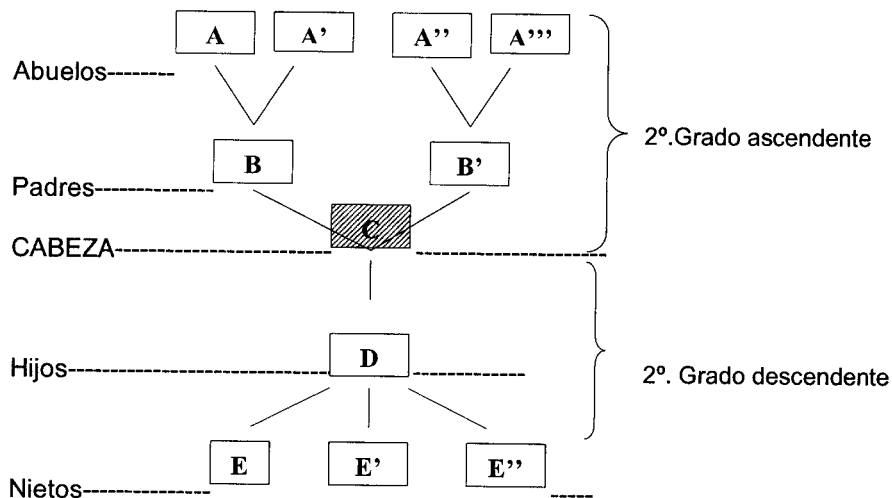 A A' A’’ A’’’
Abuelos
2º.Grado ascendente
B B’
Padres
C
CABEZA
D
Hijos
2º. Grado descendente
E E’ E’’
Nietos